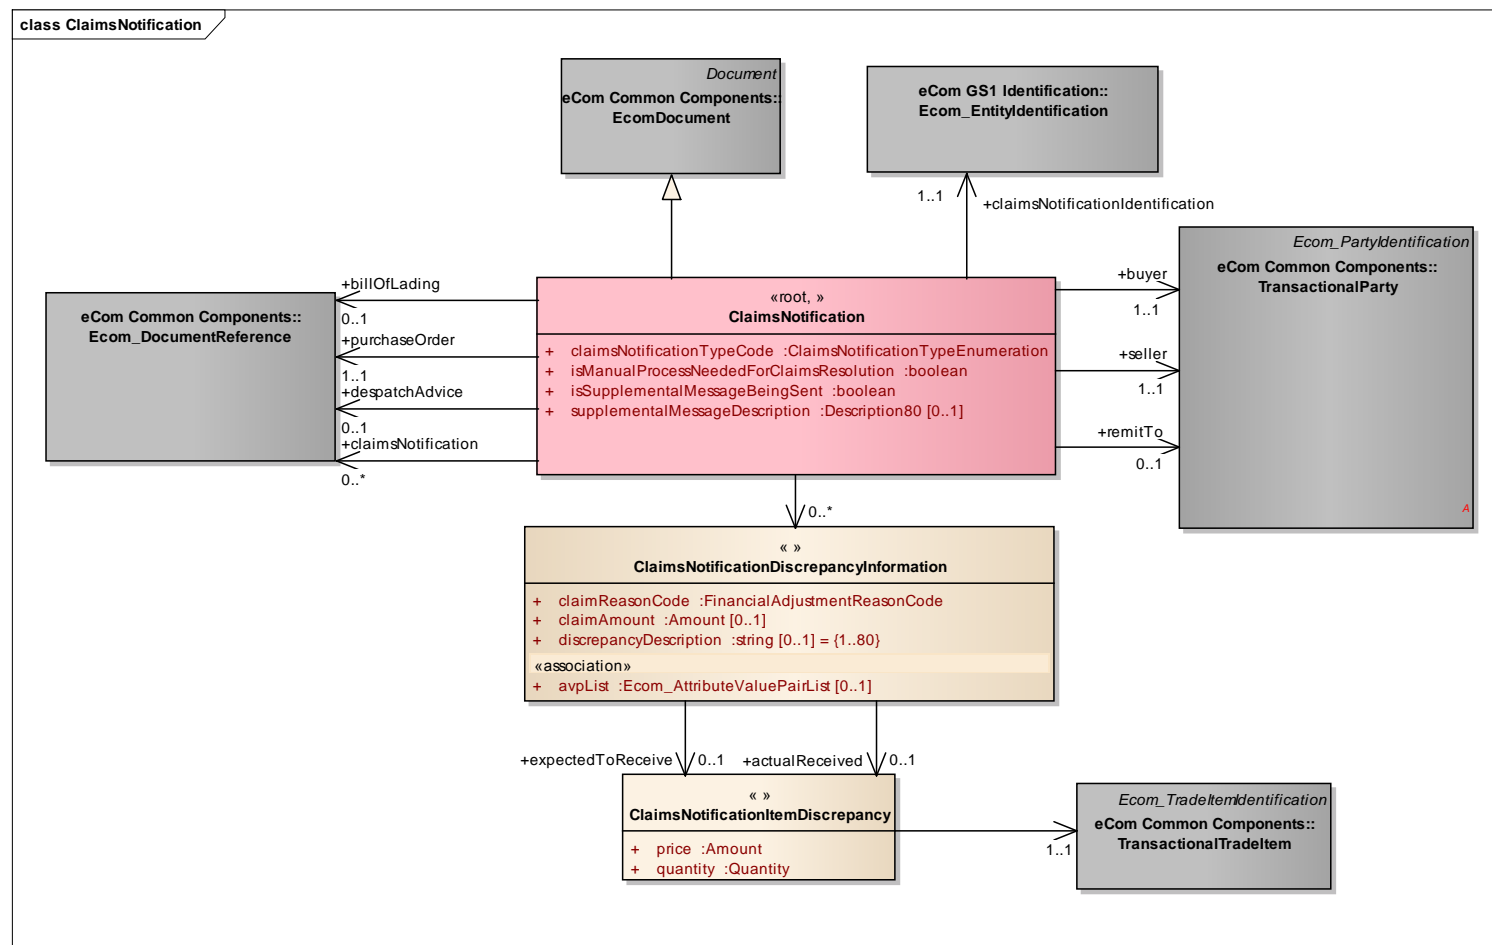 class ClaimsNotification
Document
eCom Common Components::
EcomDocument
eCom GS1 Identification::
Ecom_EntityIdentification
1..1
+claimsNotificationIdentification
Ecom_PartyIdentification
eCom Common Components::
TransactionalParty
A
+buyer
1..1
+seller
1..1
+remitTo
0..1
+billOfLading
0..1
+purchaseOrder
1..1
+despatchAdvice
0..1
+claimsNotification
0..*
eCom Common Components::
Ecom_DocumentReference
«root, »
ClaimsNotification
+ claimsNotificationTypeCode :ClaimsNotificationTypeEnumeration
+ isManualProcessNeededForClaimsResolution :boolean
+ isSupplementalMessageBeingSent :boolean
+ supplementalMessageDescription :Description80 [0..1]
0..*
« »
ClaimsNotificationDiscrepancyInformation
+ claimReasonCode :FinancialAdjustmentReasonCode
+ claimAmount :Amount [0..1]
+ discrepancyDescription :string [0..1] = {1..80}
«association»
+ avpList :Ecom_AttributeValuePairList [0..1]
+expectedToReceive 0..1
+actualReceived 0..1
« »
ClaimsNotificationItemDiscrepancy
+ price :Amount
+ quantity :Quantity
1..1
Ecom_TradeItemIdentification
eCom Common Components::
TransactionalTradeItem